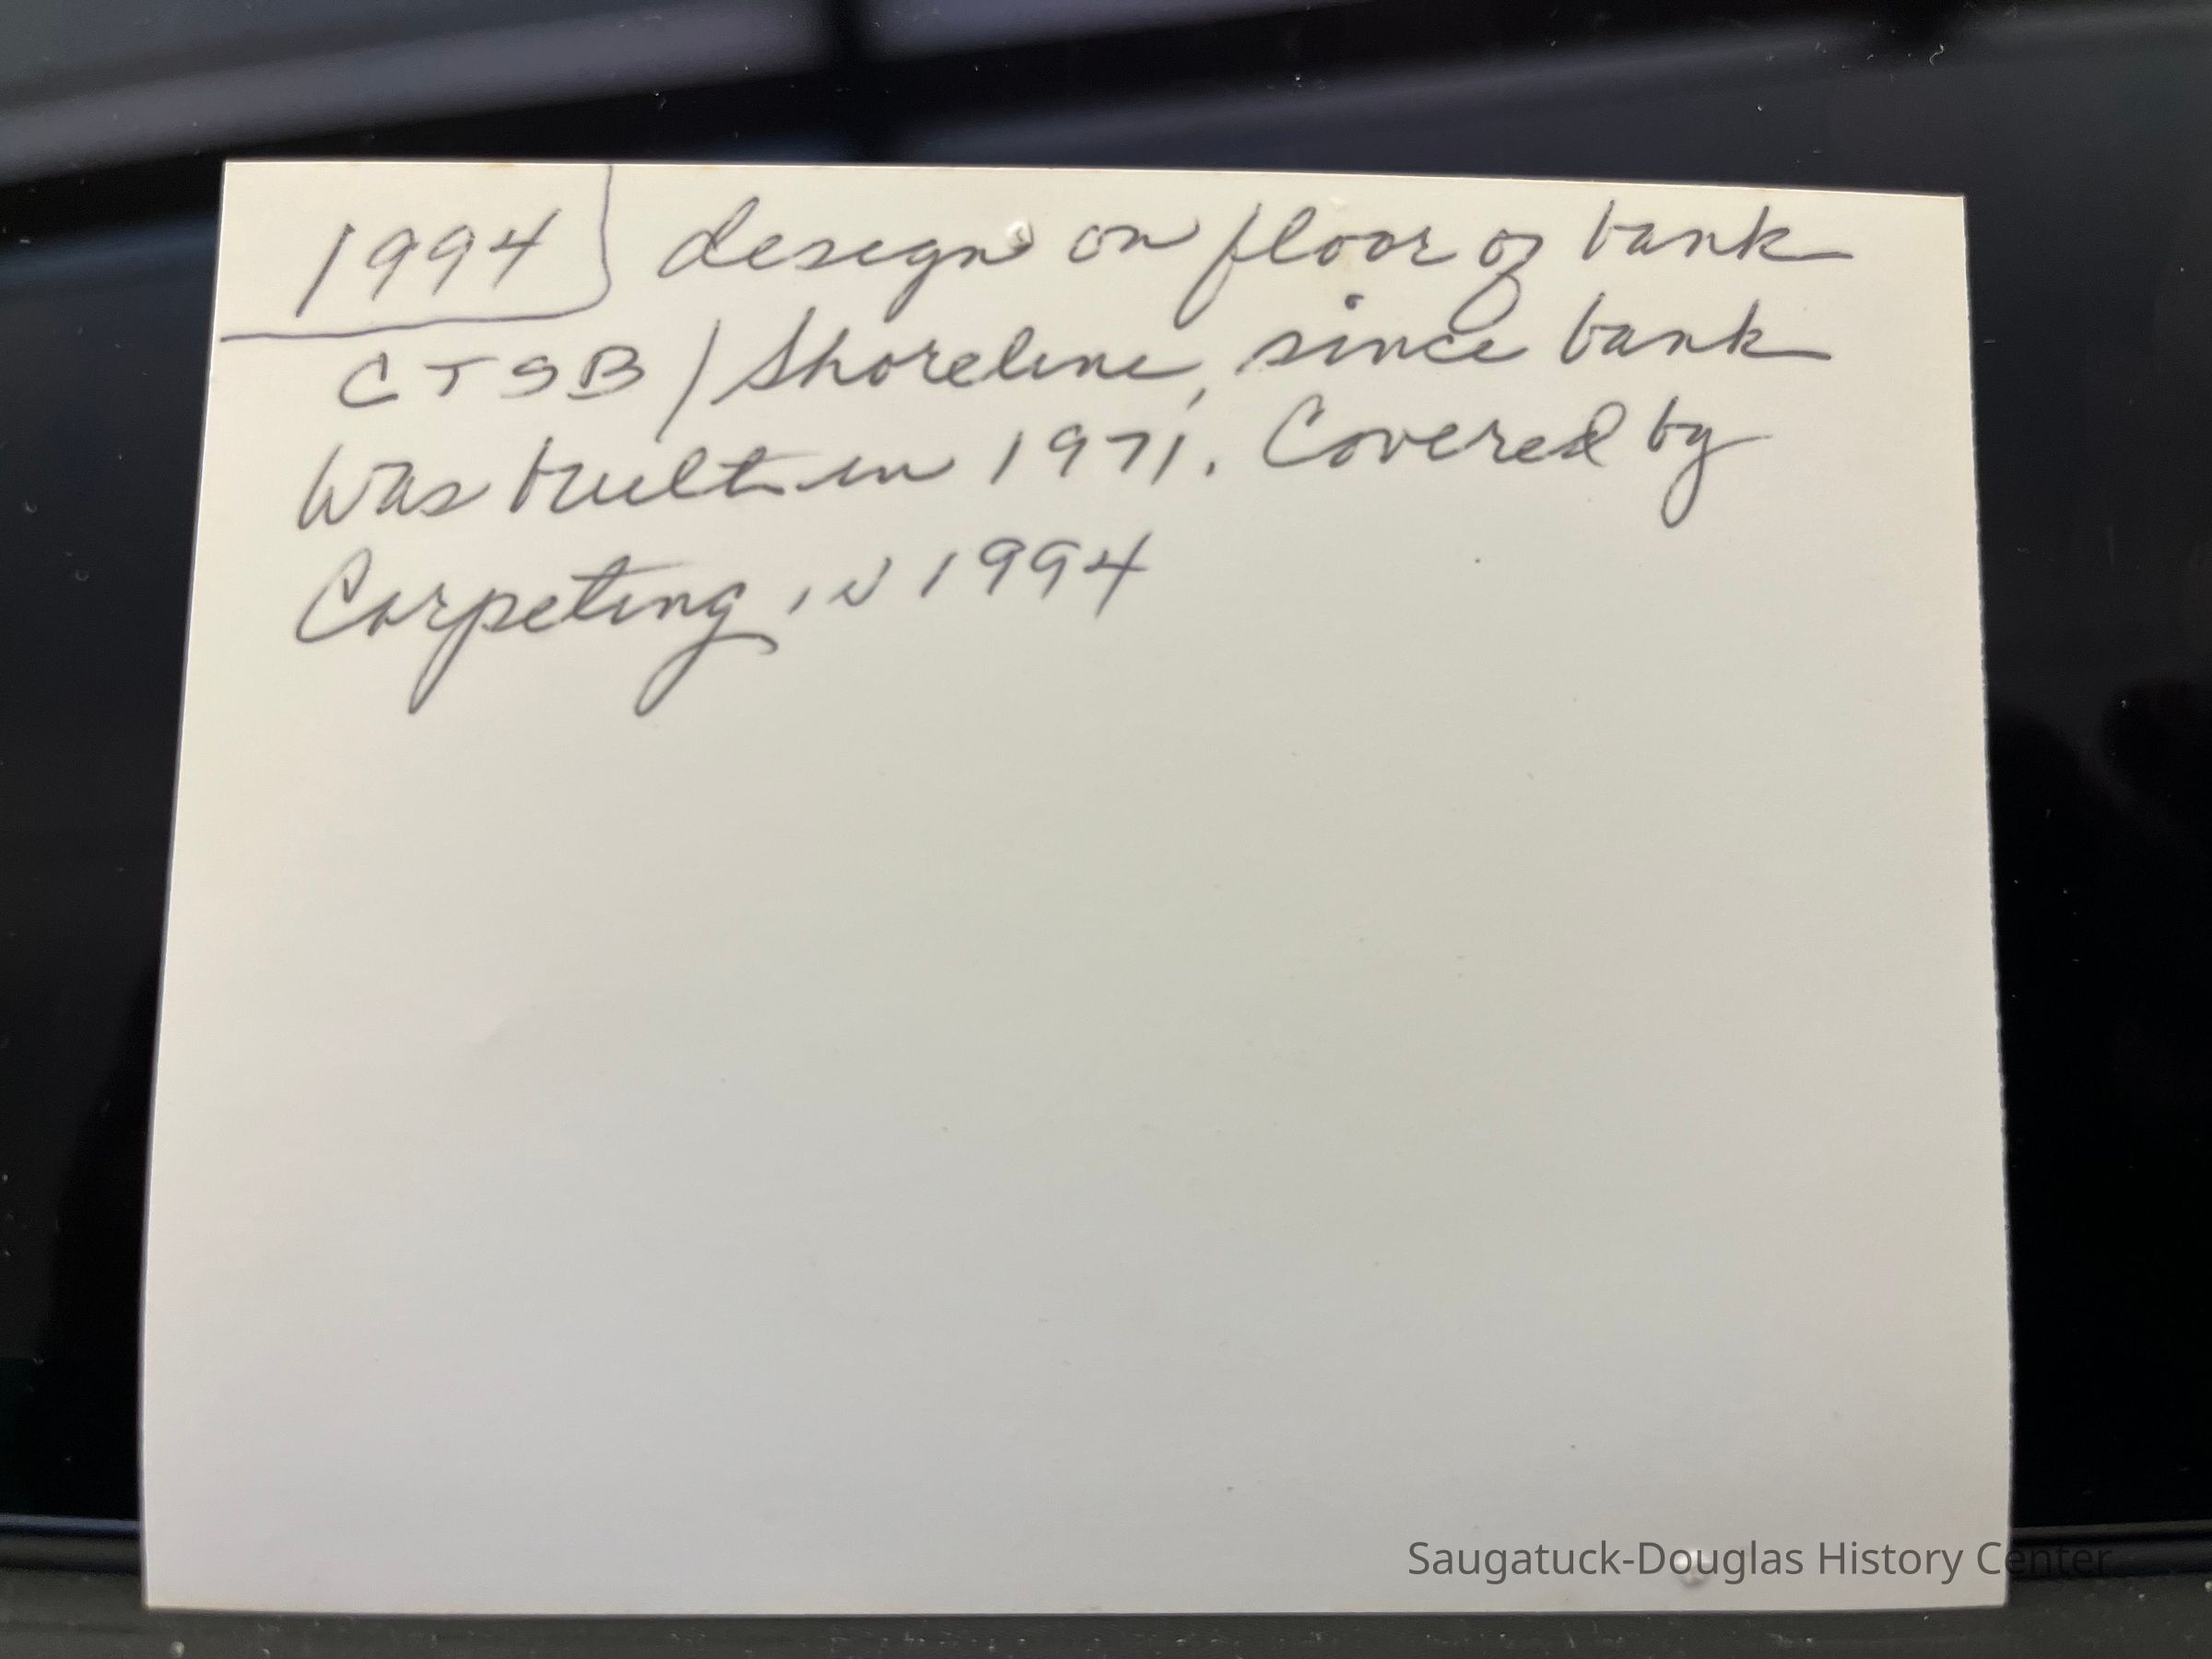 1994 design on floor of bank
CTSB / Shoreline, since bank
Was built in 1971. Covered by
Carpeting in 1994
Saugatuck-Douglas History Center